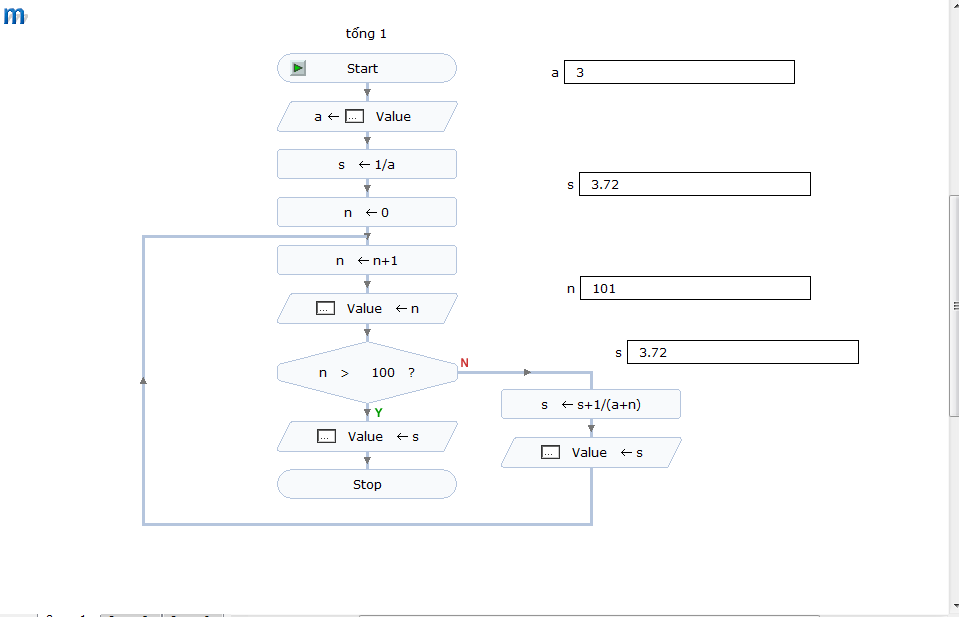 m
tổng 1
Start
a 3
a ← ... Value
s ← 1/a
s 3.72
n ← 0
n ← n+1
n 101
... Value ← n
s 3.72
n > 100 ?
N
s ← s+1/(a+n)
Y
... Value ← s
... Value ← s
Stop